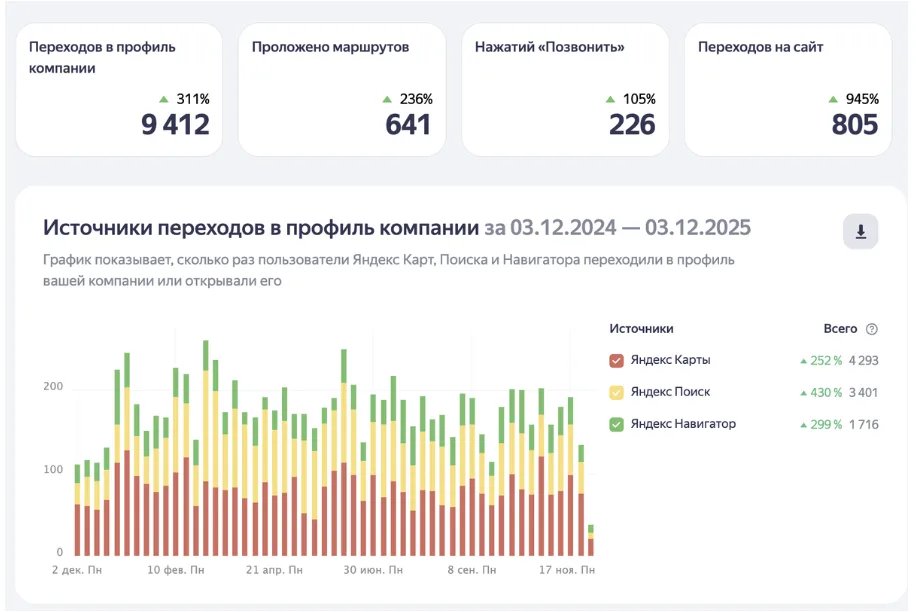 Переходов в профиль
компании
311%
9 412
Проложено маршрутов
236%
641
Нажатий «Позвонить»
105%
226
Переходов на сайт
945%
805
Источники переходов в профиль компании за 03.12.2024 — 03.12.2025
График показывает, сколько раз пользователи Яндекс Карт, Поиска и Навигатора переходили в профиль
вашей компании или открывали его
Источники Всего ?
Яндекс Карты 252 % 4 293
Яндекс Поиск 430 % 3 401
Яндекс Навигатор 299 % 1 716
200
100
0
2 дек. Пн 10 фев. Пн 21 апр. Пн 30 июн. Пн 8 сен. Пн 17 ноя. Пн